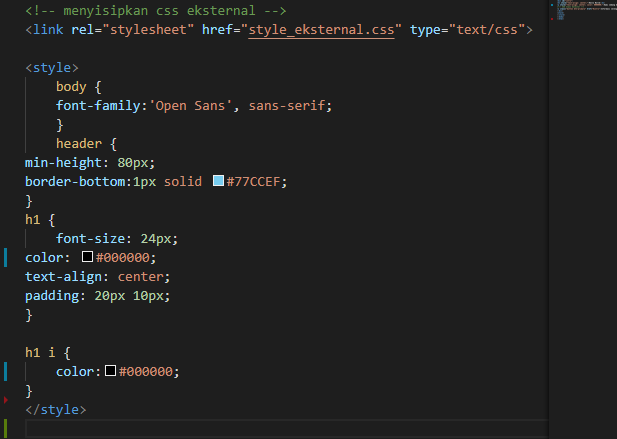 <!-- menyisipkan css eksternal -->
<link rel="stylesheet" href="style_eksternal.css" type="text/css">
<style>
body {
font-family:'Open Sans', sans-serif;
}
header {
min-height: 80px;
border-bottom:1px solid #77CCEF;
}
h1 {
font-size: 24px;
color: #000000;
text-align: center;
padding: 20px 10px;
}
h1 i {
color:#000000;
}
</style>